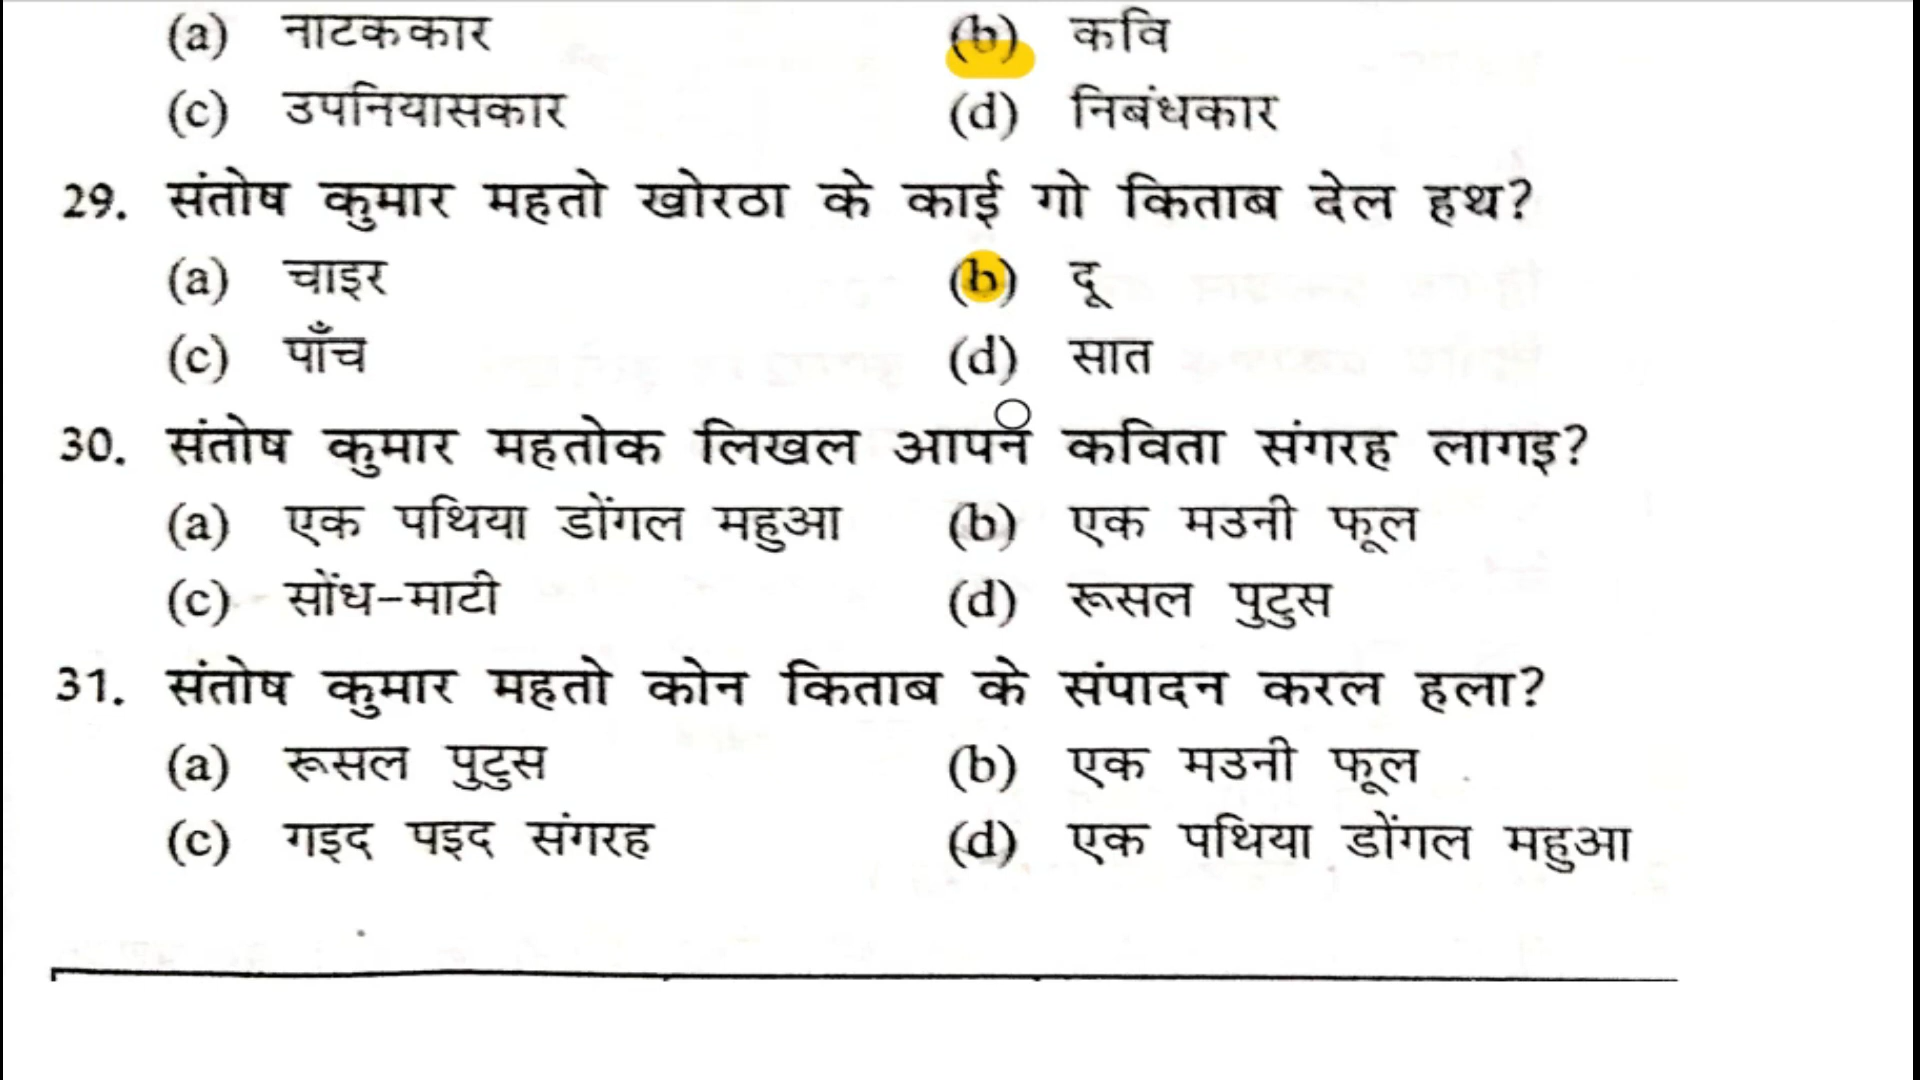 (a) नाटककार (b) कवि
(c) उपनियासकार (d) निबंधकार
29. संतोष कुमार महतो खोरठा के काई गो किताब देल हथ?
(a) चाइर (b) दू
(c) पाँच (d) सात
30. संतोष कुमार महतोक लिखल आपन कविता संगरह लागइ?
(a) एक पथिया डोंगल महुआ (b) एक मउनी फूल
(c) सोंध-माटी (d) रूसल पुटुस
31. संतोष कुमार महतो कोन किताब के संपादन करल हला?
(a) रूसल पुटुस (b) एक मउनी फूल
(c) गइद पइद संगरह (d) एक पथिया डोंगल महुआ